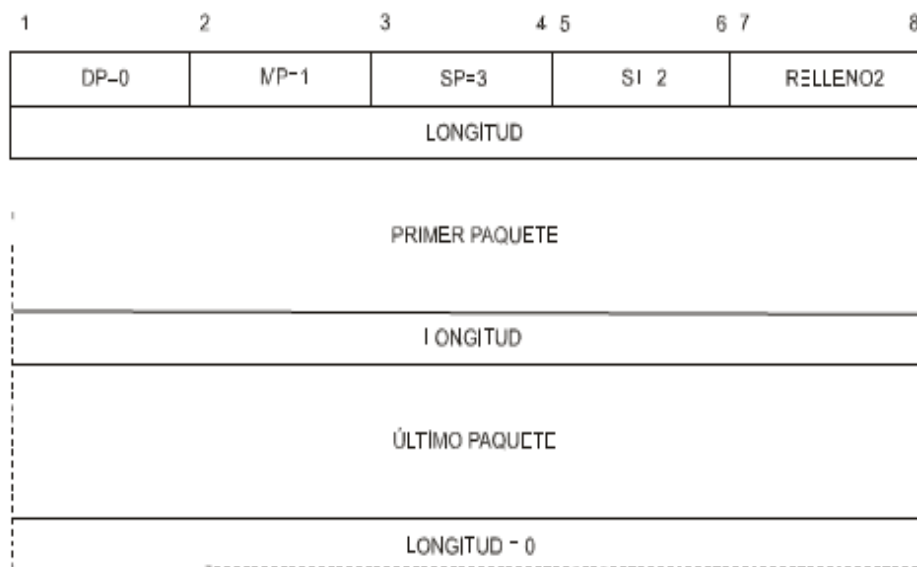 1 2 3 4 5 6 7 8
DP=0 MP=1 SP=3 SL 2 RELLENO2
LONGITUD
PRIMER PAQUETE
LONGITUD
ÚLTIMO PAQUETE
LONGITUD - 0